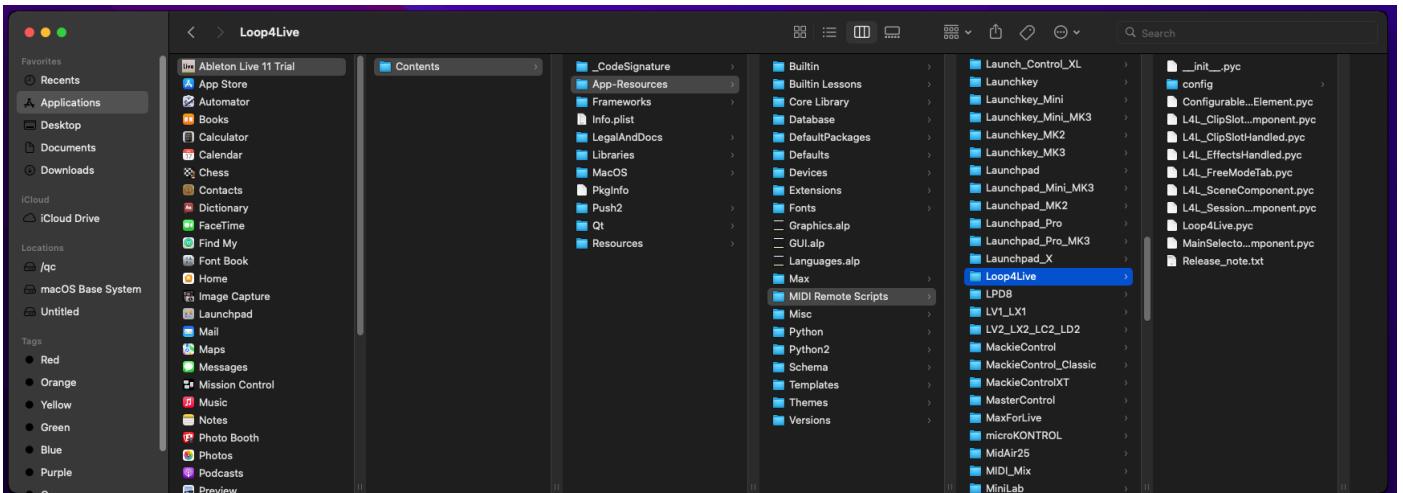 Loop4Live
Search
Favorites
Recents
Applications
Desktop
Documents
Downloads
iCloud
iCloud Drive
Locations
/qc
macOS Base System
Untitled
Tags
Red
Orange
Yellow
Green
Blue
Purple
Live Ableton Live 11 Trial
App Store
Automator
Books
Calculator
Calendar
Chess
Contacts
Dictionary
FaceTime
Find My
Font Book
Home
Image Capture
Launchpad
Mail
Maps
Messages
Mission Control
Music
Notes
Photo Booth
Photos
Podcasts
Preview
Contents
_CodeSignature
App-Resources
Frameworks
Info.plist
LegalAndDocs
Libraries
MacOS
PkgInfo
Push2
Qt
Resources
Builtin
Builtin Lessons
Core Library
Database
DefaultPackages
Defaults
Devices
Extensions
Fonts
Graphics.alp
GUI.alp
Languages.alp
Max
MIDI Remote Scripts
Misc
Python
Python2
Schema
Templates
Themes
Versions
Launch_Control_XL
Launchkey
Launchkey_Mini
Launchkey_Mini_MK3
Launchkey_MK2
Launchkey_MK3
Launchpad
Launchpad_Mini_MK3
Launchpad_MK2
Launchpad_Pro
Launchpad_Pro_MK3
Launchpad_X
Loop4Live
LPD8
LV1_LX1
LV2_LX2_LC2_LD2
MackieControl
MackieControl_Classic
MackieControlXT
MasterControl
MaxForLive
microKONTROL
MidAir25
MIDI_Mix
MiniLab
__init__.pyc
config
Configurable...Element.pyc
L4L_ClipSlot...mponent.pyc
L4L_ClipSlotHandled.pyc
L4L_EffectsHandled.pyc
L4L_FreeModeTab.pyc
L4L_SceneComponent.pyc
L4L_Session...mponent.pyc
Loop4Live.pyc
MainSelecto...mponent.pyc
Release_note.txt